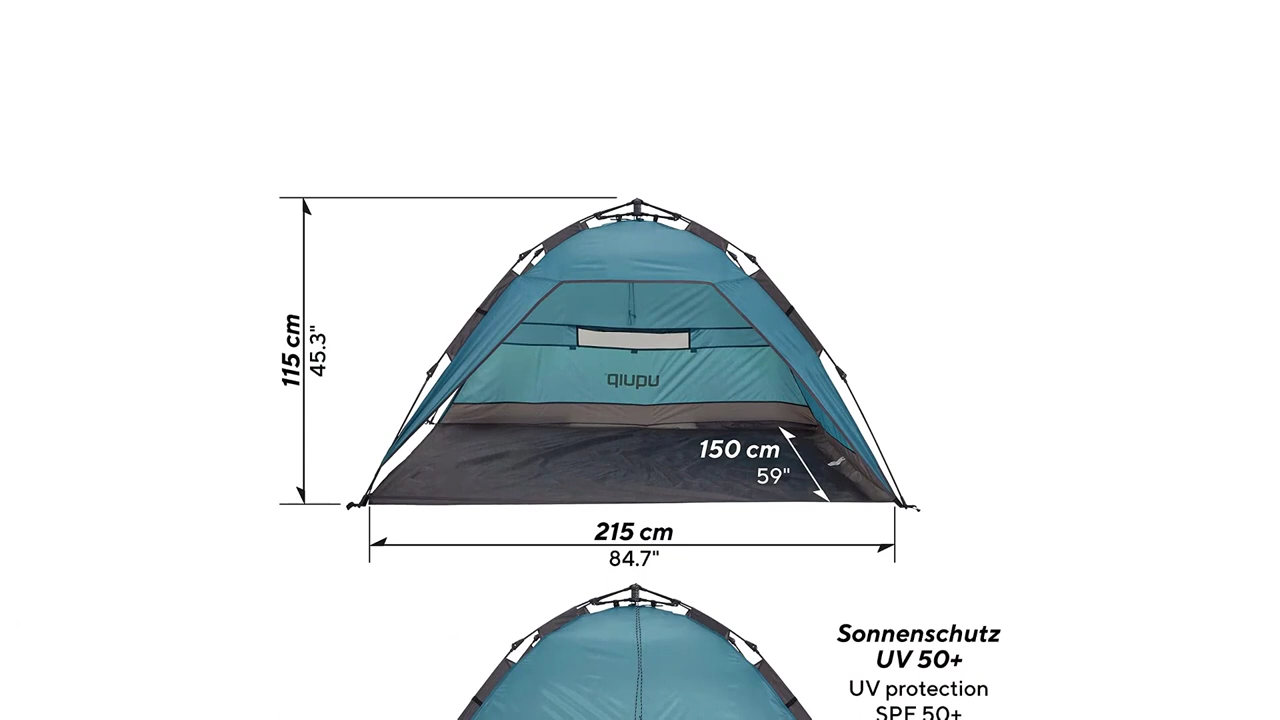 115 cm
45.3"
qiupu
150 cm
59"
215 cm
84.7"
Sonnenschutz
UV 50+
UV protection
SPF 50+